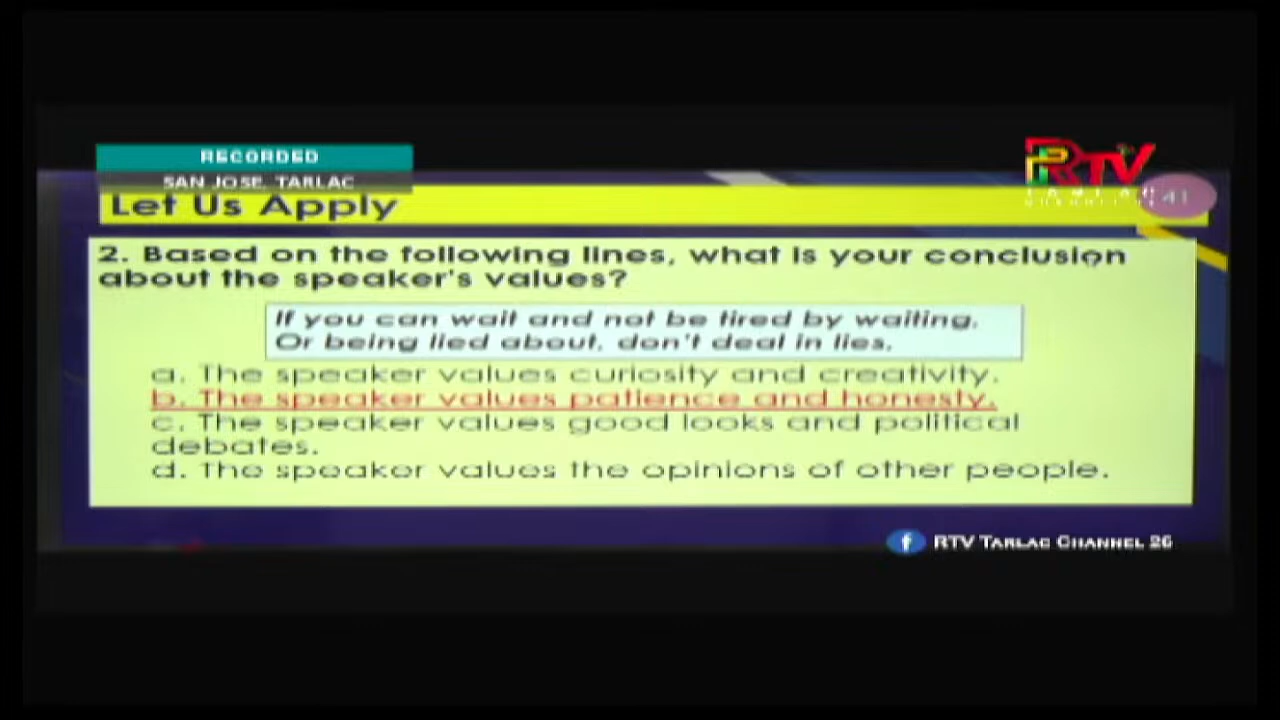 RECORDED
SAN JOSE, TARLAC
RTV
Let Us Apply
41
2. Based on the following lines, what is your conclusion
about the speaker's values?
If you can wait and not be tired by waiting,
Or being lied about, don't deal in lies,
a. The speaker values curiosity and creativity.
b. The speaker values patience and honesty.
c. The speaker values good looks and political
debates.
d. The speaker values the opinions of other people.
RTV TARLAC CHANNEL 26